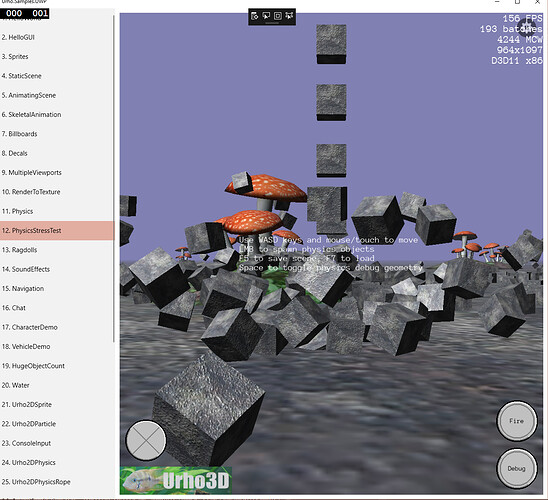 Urho.Samples.UWP
000 001
2. HelloGUI
3. Sprites
4. StaticScene
5. AnimatingScene
6. SkeletalAnimation
7. Billboards
8. Decals
9. MultipleViewports
10. RenderToTexture
11. Physics
12. PhysicsStressTest
13. Ragdolls
14. SoundEffects
15. Navigation
16. Chat
17. CharacterDemo
18. VehicleDemo
19. HugeObjectCount
20. Water
21. Urho2DSprite
22. Urho2DParticle
23. ConsoleInput
24. Urho2DPhysics
25. Urho2DPhysicsRope
156 FPS
193 batches
4244 MCW
964x1097
D3D11 x86
Use WASD keys and mouse/touch to move
LMB to spawn physics objects
F5 to save scene, F7 to load
Space to toggle physics debug geometry
Fire
Debug
Urho3D